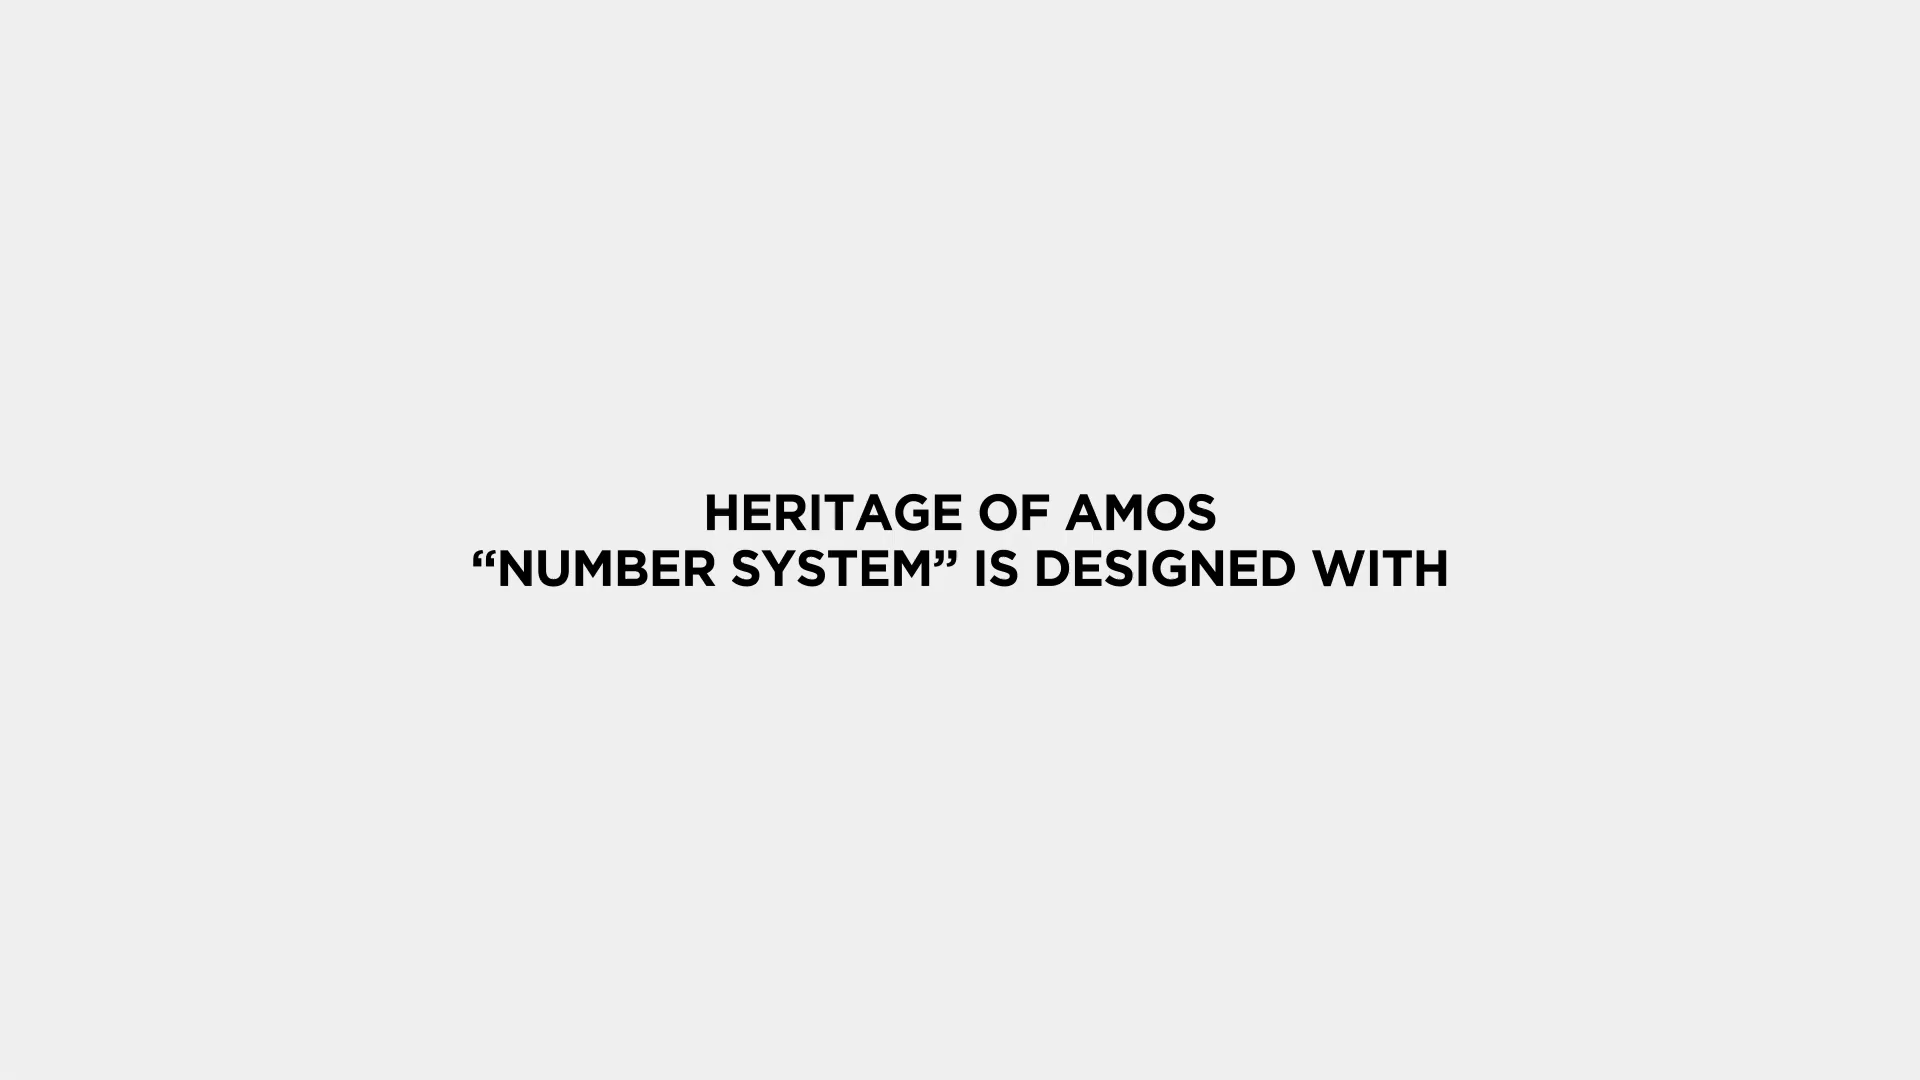 HERITAGE OF AMOS
“NUMBER SYSTEM” IS DESIGNED WITH